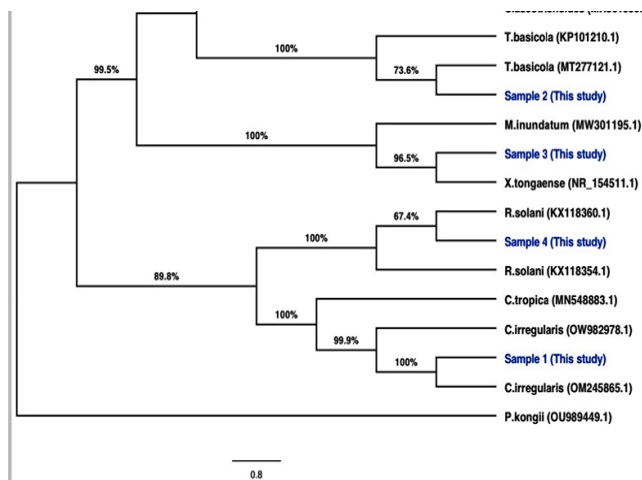 T.basicola (KP101210.1)
100%
T.basicola (MT277121.1)
99.5%
73.6%
Sample 2 (This study)
M.inundatum (MW301195.1)
100%
Sample 3 (This study)
96.5%
X.tongaense (NR_154511.1)
R.solani (KX118360.1)
67.4%
Sample 4 (This study)
100%
R.solani (KX118354.1)
89.8%
C.tropica (MN548883.1)
100%
C.irregularis (OW982978.1)
99.9%
Sample 1 (This study)
100%
C.irregularis (OM245865.1)
P.kongii (OU989449.1)
0.8